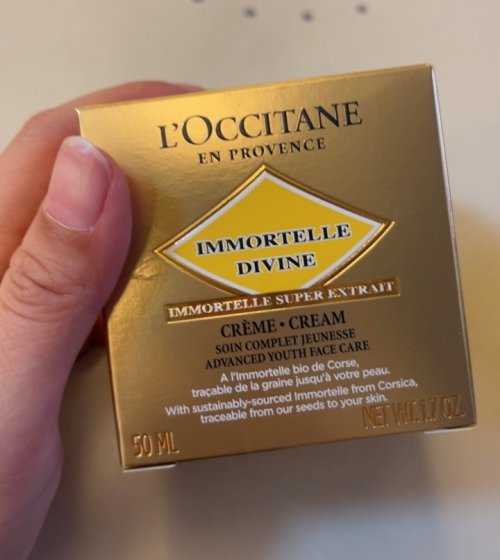 L'OCCITANE
EN PROVENCE
IMMORTELLE
DIVINE
IMMORTELLE SUPER EXTRAIT
CRÈME • CREAM
SOIN COMPLET JEUNESSE
ADVANCED YOUTH FACE CARE
A l'Immortelle bio de Corse,
traçable de la graine jusqu'à votre peau.
With sustainably-sourced Immortelle from Corsica,
traceable from our seeds to your skin.
50 ML
NET WT. 1.7 OZ.